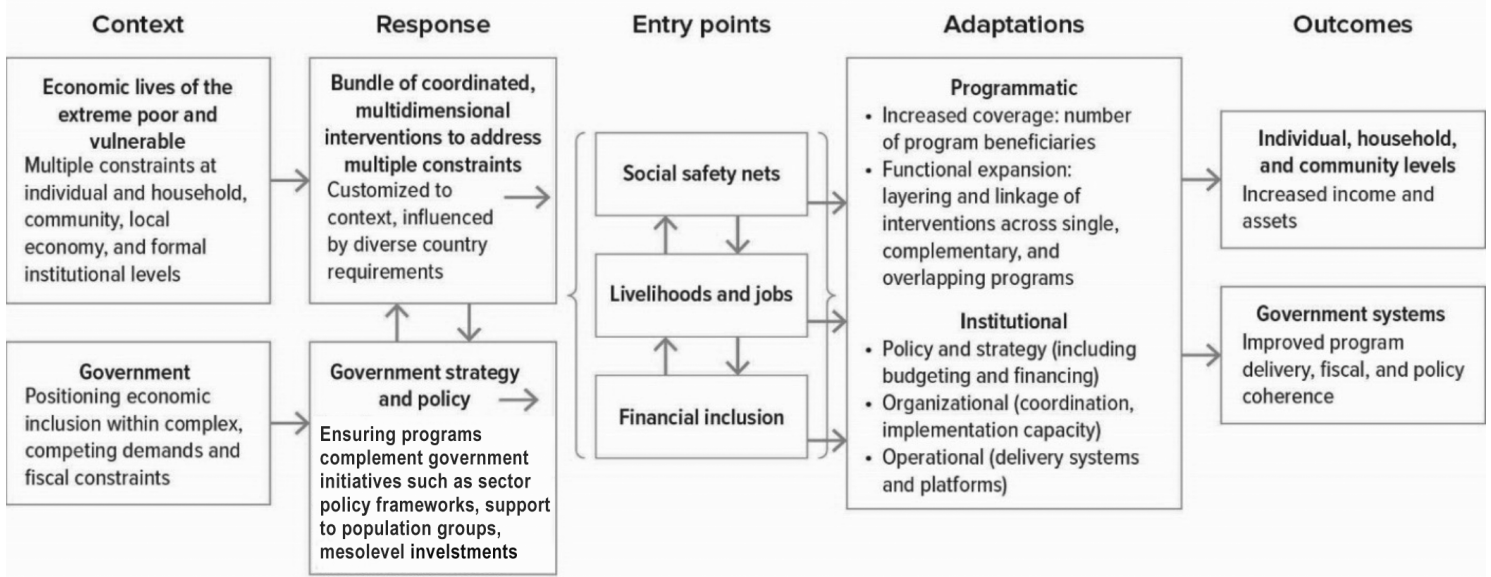 Context
Response
Entry points
Adaptations
Outcomes
Economic lives of the
extreme poor and
vulnerable
Multiple constraints at
individual and household,
community, local
economy, and formal
institutional levels
Government
Positioning economic
inclusion within complex,
competing demands and
fiscal constraints
Bundle of coordinated,
multidimensional
interventions to address
multiple constraints
Customized to
context, influenced
by diverse country
requirements
Government strategy
and policy
Ensuring programs
complement government
initiatives such as sector
policy frameworks, support
to population groups,
mesolevel invelstments
Social safety nets
Livelihoods and jobs
Financial inclusion
Programmatic
• Increased coverage: number
of program beneficiaries
• Functional expansion:
layering and linkage of
interventions across single,
complementary, and
overlapping programs
Institutional
• Policy and strategy (including
budgeting and financing)
• Organizational (coordination,
implementation capacity)
• Operational (delivery systems
and platforms)
Individual, household,
and community levels
Increased income and
assets
Government systems
Improved program
delivery, fiscal, and policy
coherence